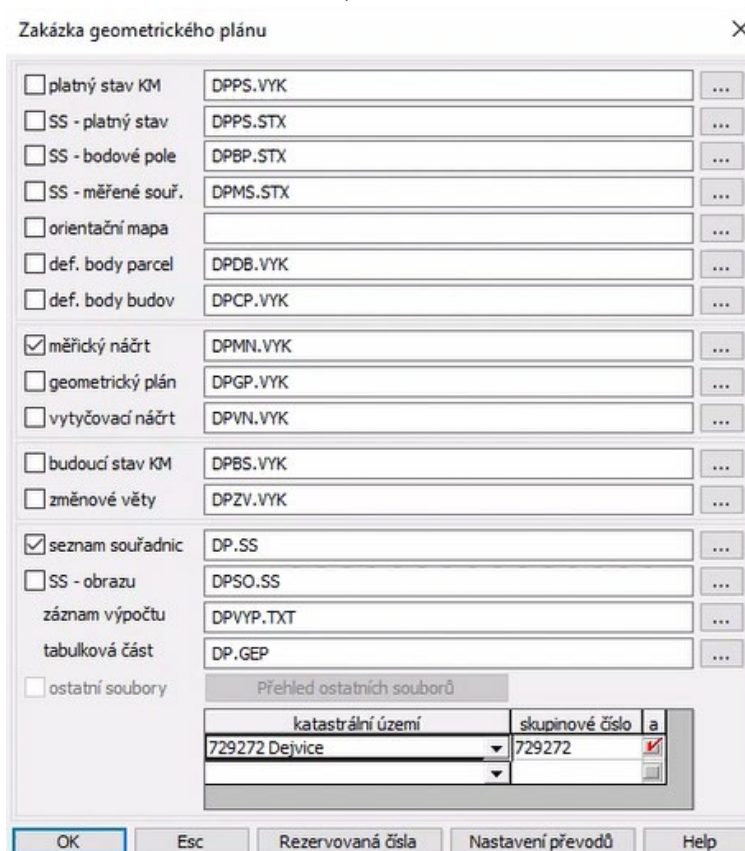 Zakázka geometrického plánu
platný stav KM DPPS.VYK ...
SS - platný stav DPPS.STX ...
SS - bodové pole DPBP.STX ...
SS - měřené souř. DPMS.STX ...
orientační mapa ...
def. body parcel DPDB.VYK ...
def. body budov DPCP.VYK ...
měřický náčrt DPMN.VYK ...
geometrický plán DPGP.VYK ...
vytyčovací náčrt DPVN.VYK ...
budoucí stav KM DPBS.VYK ...
změnové věty DPZV.VYK ...
seznam souřadnic DP.SS ...
SS - obrazu DPSO.SS ...
záznam výpočtu DPVYP.TXT ...
tabulková část DP.GEP ...
ostatní soubory Přehled ostatních souborů
katastrální území skupinové číslo a
729272 Dejvice 729272
OK Esc Rezervovaná čísla Nastavení převodů Help